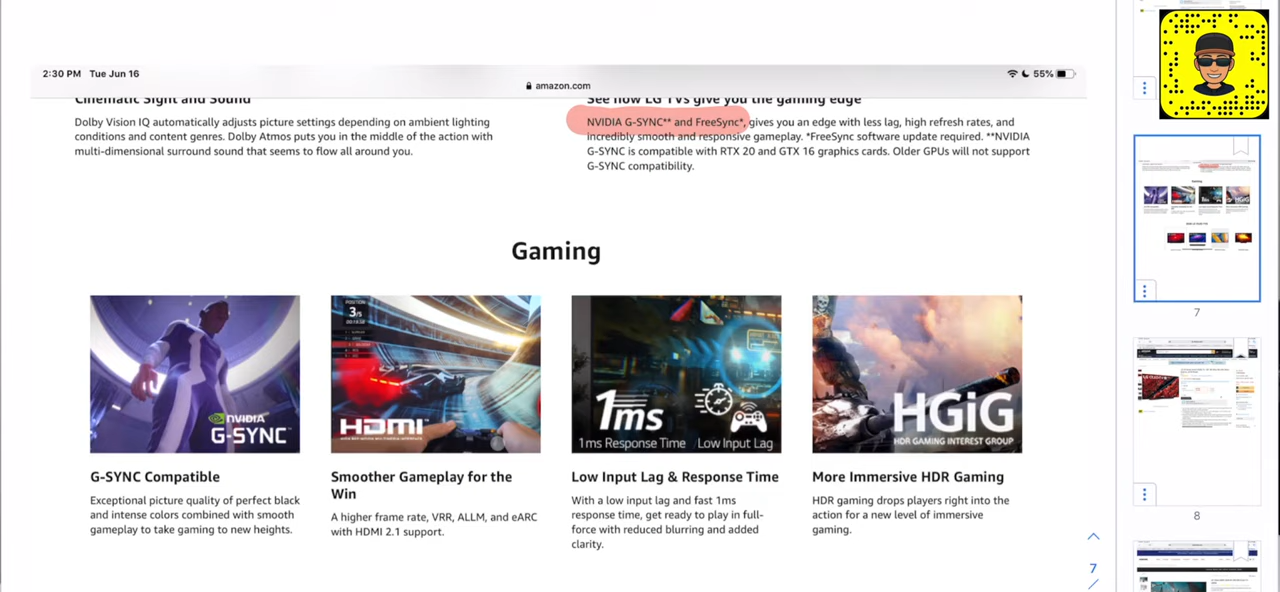 2:30 PM Tue Jun 16
55%
amazon.com
Cinematic Sight and Sound
Dolby Vision IQ automatically adjusts picture settings depending on ambient lighting
conditions and content genres. Dolby Atmos puts you in the middle of the action with
multi-dimensional surround sound that seems to flow all around you.
See how LG TVs give you the gaming edge
NVIDIA G-SYNC** and FreeSync*, gives you an edge with less lag, high refresh rates, and
incredibly smooth and responsive gameplay. *FreeSync software update required. **NVIDIA
G-SYNC is compatible with RTX 20 and GTX 16 graphics cards. Older GPUs will not support
G-SYNC compatibility.
Gaming
NVIDIA
G-SYNC
POSITION
3/5
HDMI
1ms
1ms Response Time
Low Input Lag
HGiG
HDR GAMING INTEREST GROUP
G-SYNC Compatible
Exceptional picture quality of perfect black
and intense colors combined with smooth
gameplay to take gaming to new heights.
Smoother Gameplay for the
Win
A higher frame rate, VRR, ALLM, and eARC
with HDMI 2.1 support.
Low Input Lag & Response Time
With a low input lag and fast 1ms
response time, get ready to play in full-
force with reduced blurring and added
clarity.
More Immersive HDR Gaming
HDR gaming drops players right into the
action for a new level of immersive
gaming.
7
7
8